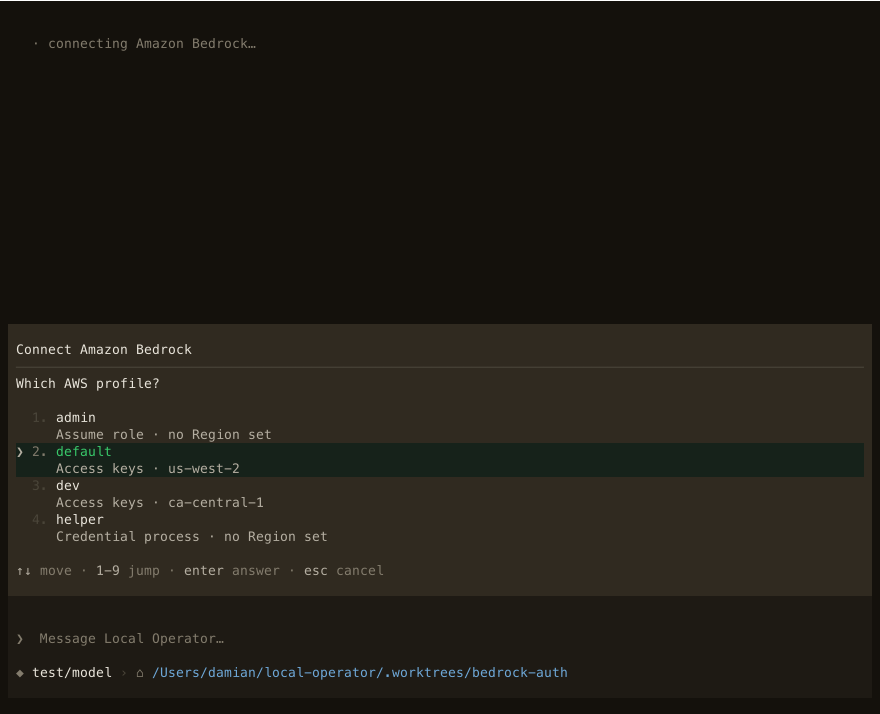 · connecting Amazon Bedrock…
Connect Amazon Bedrock
Which AWS profile?
1. admin
Assume role · no Region set
❯ 2. default
Access keys · us-west-2
3. dev
Access keys · ca-central-1
4. helper
Credential process · no Region set
↑↓ move · 1-9 jump · enter answer · esc cancel
❯ Message Local Operator…
◆ test/model › ⌂ /Users/damian/local-operator/.worktrees/bedrock-auth